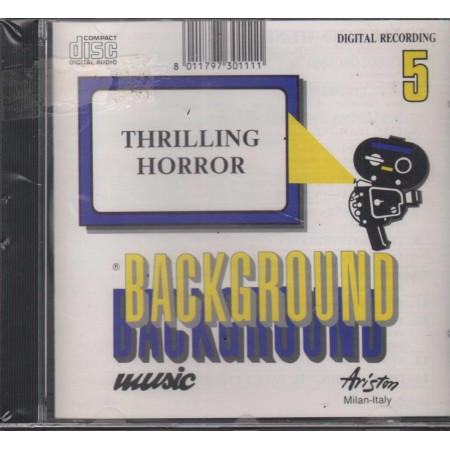 COMPACT
disc
DIGITAL AUDIO
8 011797 301111
DIGITAL RECORDING
5
THRILLING
HORROR
® BACKGROUND
BACKGROUND
music
Ariston
Milan-Italy